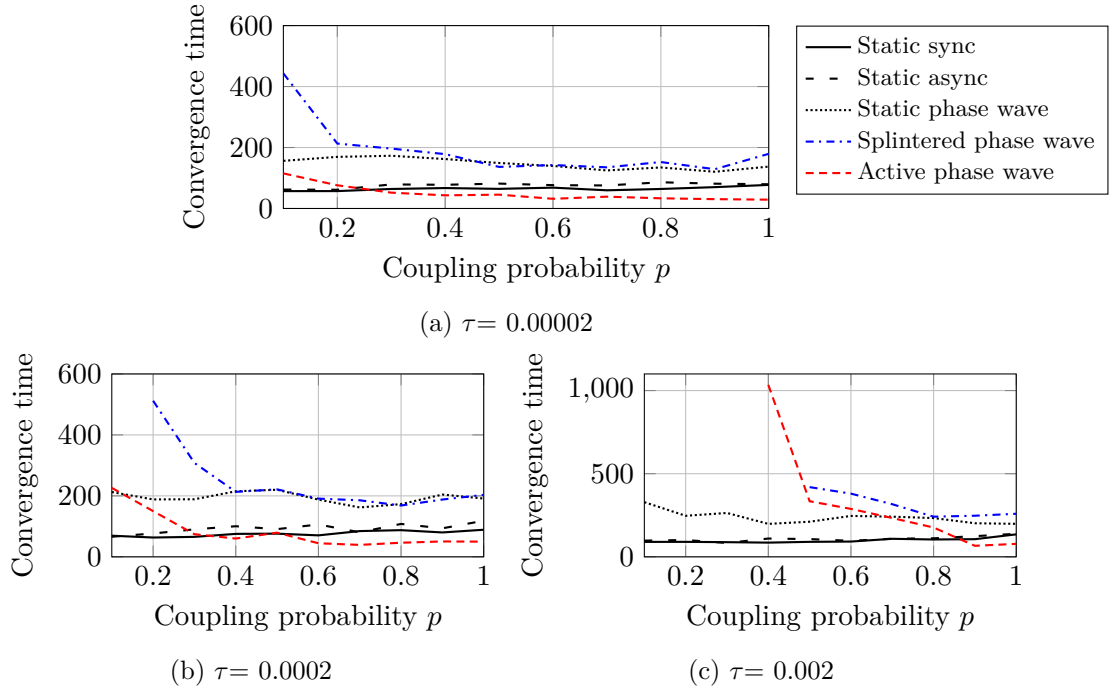 Convergence time
600
400
200
0
0.2 0.4 0.6 0.8 1
Coupling probability p
Static sync
Static async
Static phase wave
Splintered phase wave
Active phase wave
(a) τ= 0.00002
Convergence time
600
400
200
0
0.2 0.4 0.6 0.8 1
Coupling probability p
(b) τ= 0.0002
Convergence time
1,000
500
0
0.2 0.4 0.6 0.8 1
Coupling probability p
(c) τ= 0.002